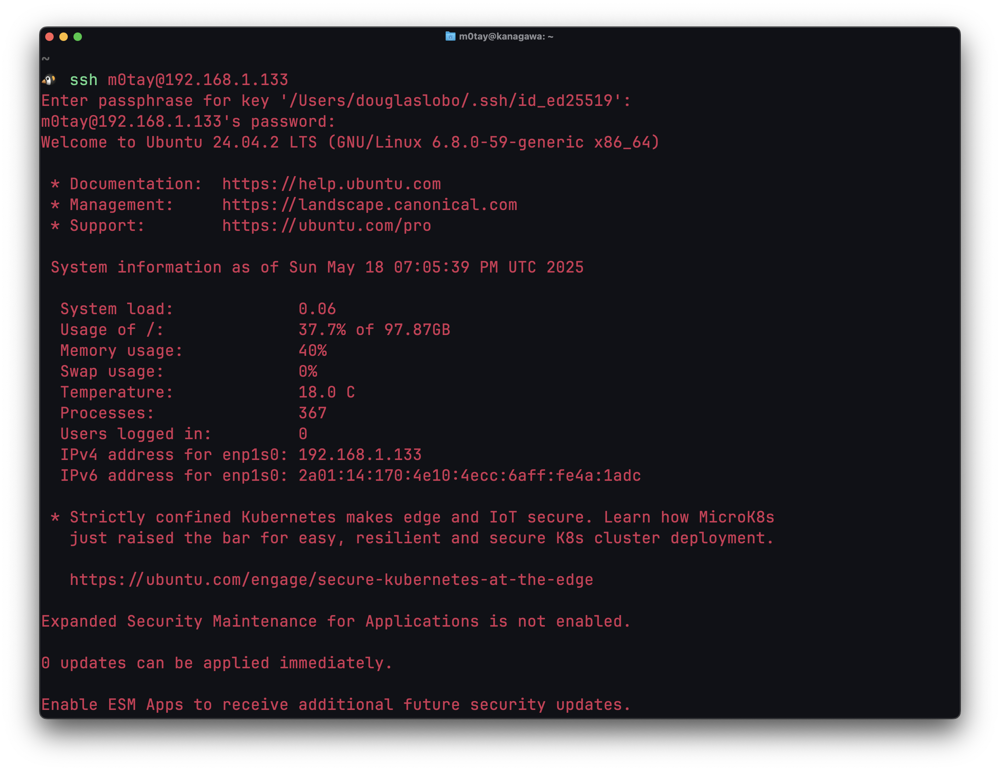 m0tay@kanagawa: ~
~
ssh m0tay@192.168.1.133
Enter passphrase for key '/Users/douglaslobo/.ssh/id_ed25519':
m0tay@192.168.1.133's password:
Welcome to Ubuntu 24.04.2 LTS (GNU/Linux 6.8.0-59-generic x86_64)
* Documentation:  https://help.ubuntu.com
* Management:     https://landscape.canonical.com
* Support:        https://ubuntu.com/pro
System information as of Sun May 18 07:05:39 PM UTC 2025
System load:             0.06
Usage of /:              37.7% of 97.87GB
Memory usage:            40%
Swap usage:              0%
Temperature:             18.0 C
Processes:               367
Users logged in:         0
IPv4 address for enp1s0: 192.168.1.133
IPv6 address for enp1s0: 2a01:14:170:4e10:4ecc:6aff:fe4a:1adc
* Strictly confined Kubernetes makes edge and IoT secure. Learn how MicroK8s
just raised the bar for easy, resilient and secure K8s cluster deployment.
https://ubuntu.com/engage/secure-kubernetes-at-the-edge
Expanded Security Maintenance for Applications is not enabled.
0 updates can be applied immediately.
Enable ESM Apps to receive additional future security updates.